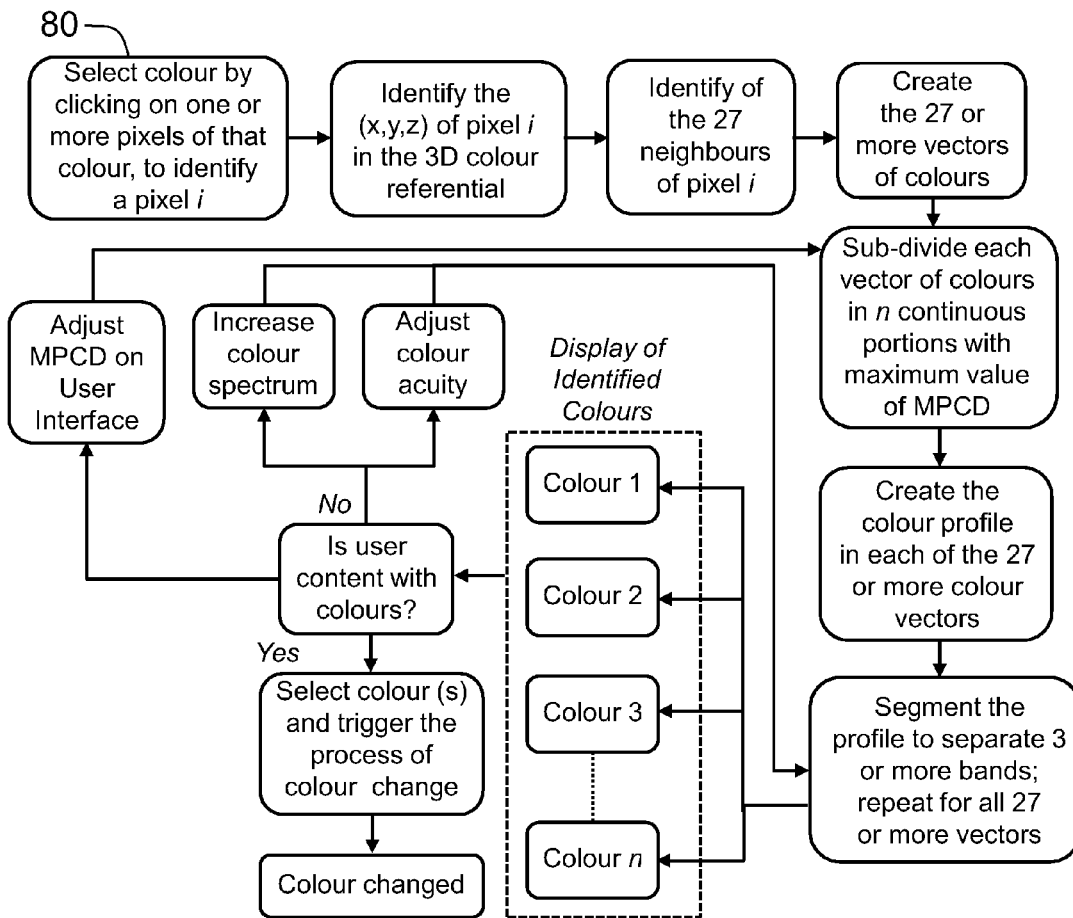 80
Select colour by
clicking on one or
more pixels of that
colour, to identify
a pixel i
Identify the
(x,y,z) of pixel i
in the 3D colour
referential
Identify of
the 27
neighbours
of pixel i
Create
the 27 or
more vectors
of colours
Sub-divide each
vector of colours
in n continuous
portions with
maximum value
of MPCD
Create the
colour profile
in each of the 27
or more colour
vectors
Segment the
profile to separate 3
or more bands;
repeat for all 27
or more vectors
Display of
Identified
Colours
Colour 1
Colour 2
Colour 3
Colour n
Is user
content with
colours?
No
Increase
colour
spectrum
Adjust
colour
acuity
Adjust
MPCD on
User
Interface
Yes
Select colour (s)
and trigger the
process of
colour change
Colour changed